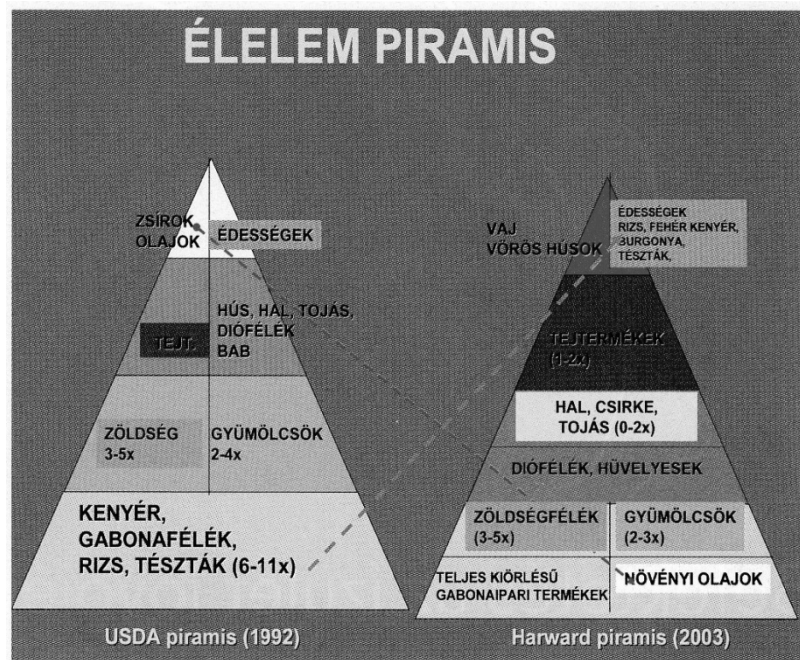 ÉLELEM PIRAMIS
ZSÍROK
OLAJOK
ÉDESSÉGEK
TEJT.
HÚS, HAL, TOJÁS,
DIÓFÉLÉK
BAB
ZÖLDSÉG
3-5x
GYÜMÖLCSÖK
2-4x
KENYÉR,
GABONAFÉLÉK,
RIZS, TÉSZTÁK (6-11x)
USDA piramis (1992)
VAJ
VÖRÖS HÚSOK
ÉDESSÉGEK
RIZS, FEHÉR KENYÉR,
BURGONYA,
TÉSZTÁK,
TEJTERMÉKEK
(1-2x)
HAL, CSIRKE,
TOJÁS (0-2x)
DIÓFÉLÉK, HÜVELYESEK
ZÖLDSÉGFÉLÉK
(3-5x)
GYÜMÖLCSÖK
(2-3x)
TELJES KIÖRLÉSŰ
GABONAIPARI TERMÉKEK
NÖVÉNYI OLAJOK
Harward piramis (2003)